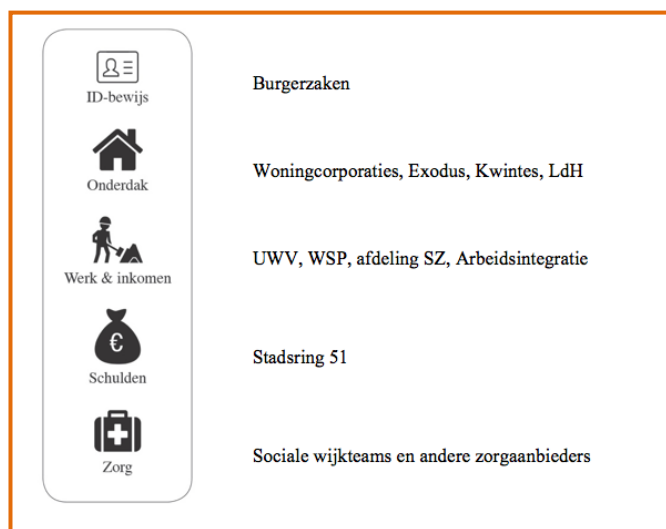 ID-bewijs
Burgerzaken
Onderdak
Woningcorporaties, Exodus, Kwintes, LdH
Werk & inkomen
UWV, WSP, afdeling SZ, Arbeidsintegratie
€
Schulden
Stadsring 51
Zorg
Sociale wijkteams en andere zorgaanbieders